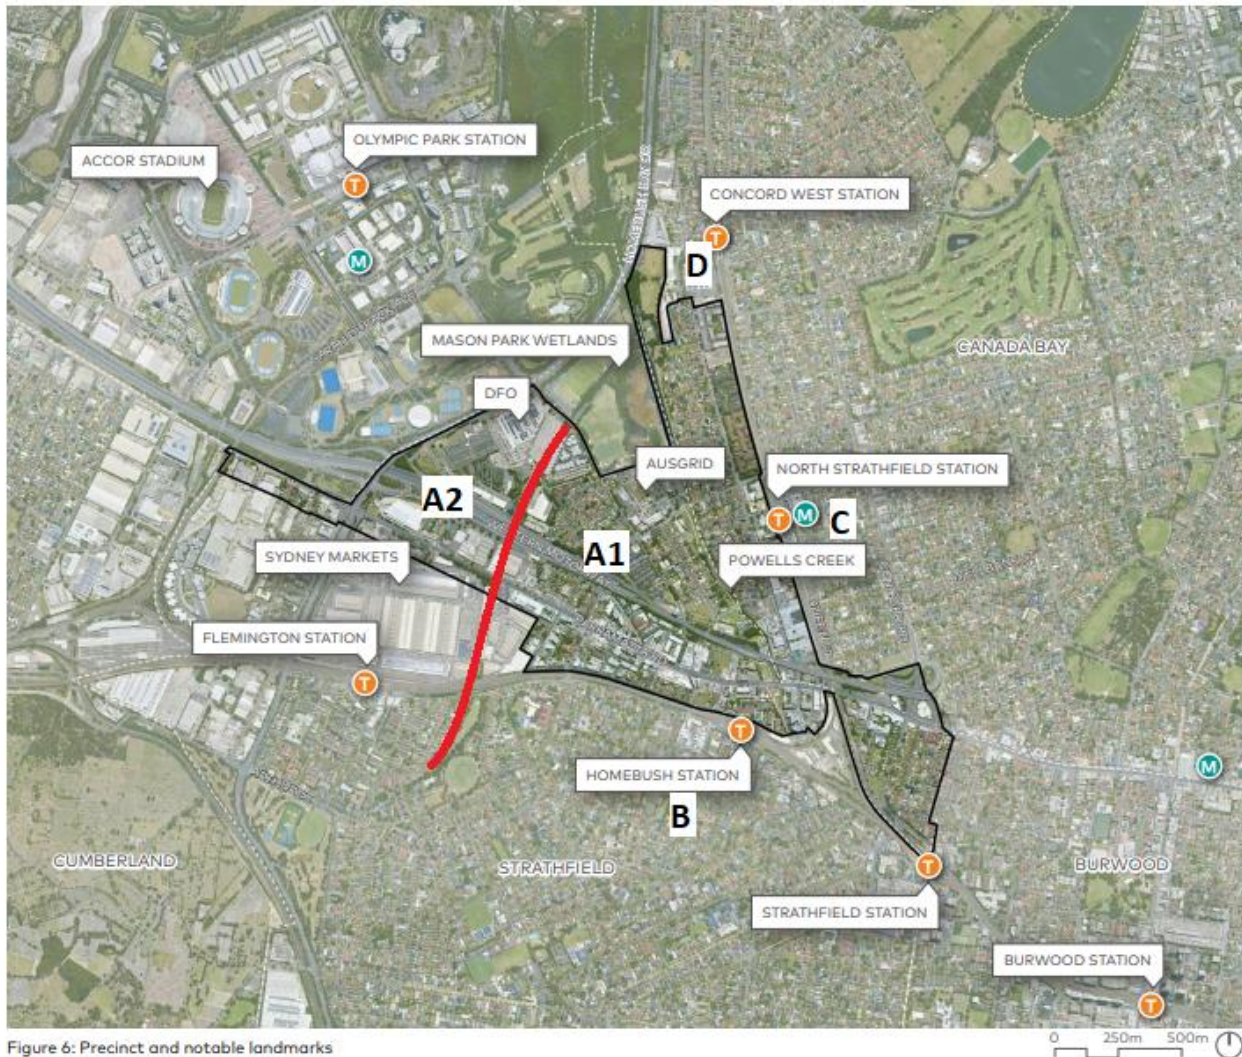 OLYMPIC PARK STATION
T
ACCOR STADIUM
CONCORD WEST STATION
T
M
D
MASON PARK WETLANDS
CANADA BAY
DFO
AUSGRID
NORTH STRATHFIELD STATION
A2
T
M
C
SYDNEY MARKETS
A1
POWELLS CREEK
FLEMINGTON STATION
T
T
M
HOMEBUSH STATION
B
CUMBERLAND
STRATHFIELD
T
BURWOOD
STRATHFIELD STATION
BURWOOD STATION
T
Figure 6: Precinct and notable landmarks
0 250m 500m